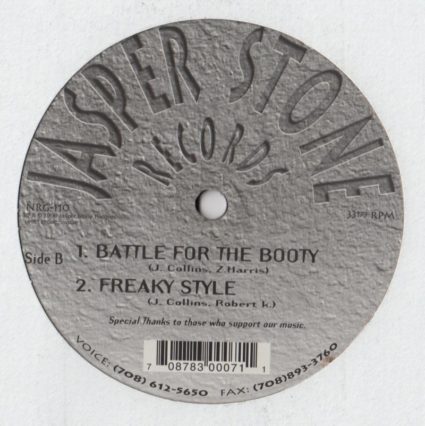 JASPER STONE
RECORDS
NRG-110
33 1/3 RPM
Side B
1. BATTLE FOR THE BOOTY
(J. Collins, Z.Harris)
2. FREAKY STYLE
(J. Collins, Robert k.)
Special Thanks to those who support our music.
7 08783 00071 1
VOICE: (708) 612-5650 FAX: (708)893-3760